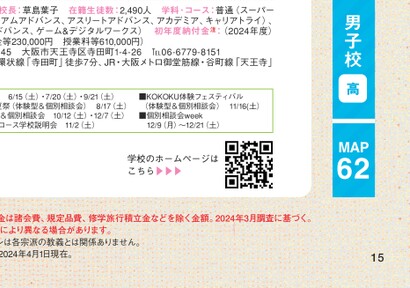 校長：草島葉子　在籍生徒数：2,490人　学科・コース：普通（スーパー
アムアドバンス、アスリートアドバンス、アカデミア、キャリアトライ）、
ドバンス、ゲーム&デジタルワークス）　初年度納付金注：（2024年度）
金等230,000円　授業料等610,000円）
45　大阪市天王寺区寺田町1-4-26　TEL06-6779-8151
環状線「寺田町」徒歩7分、JR・大阪メトロ御堂筋線・谷町線「天王寺」
6/15（土）・7/20（土）・9/21（土）
夏祭（体験型&個別相談会）　8/17（土）
&個別相談会）　10/12（土）・12/7（土）
コース学校説明会　11/2（土）
■KOKOKU体験フェスティバル
（体験型&個別相談会）　11/16（土）
■個別相談会week
12/9（月）～12/21（土）
学校のホームページは
こちら▶▶▶
男子校
高
MAP
62
金は諸会費、規定品費、修学旅行積立金などを除く金額。2024年3月調査に基づく。
により異なる場合があります。
ンは各宗派の教義とは関係ありません。
2024年4月1日現在。
15